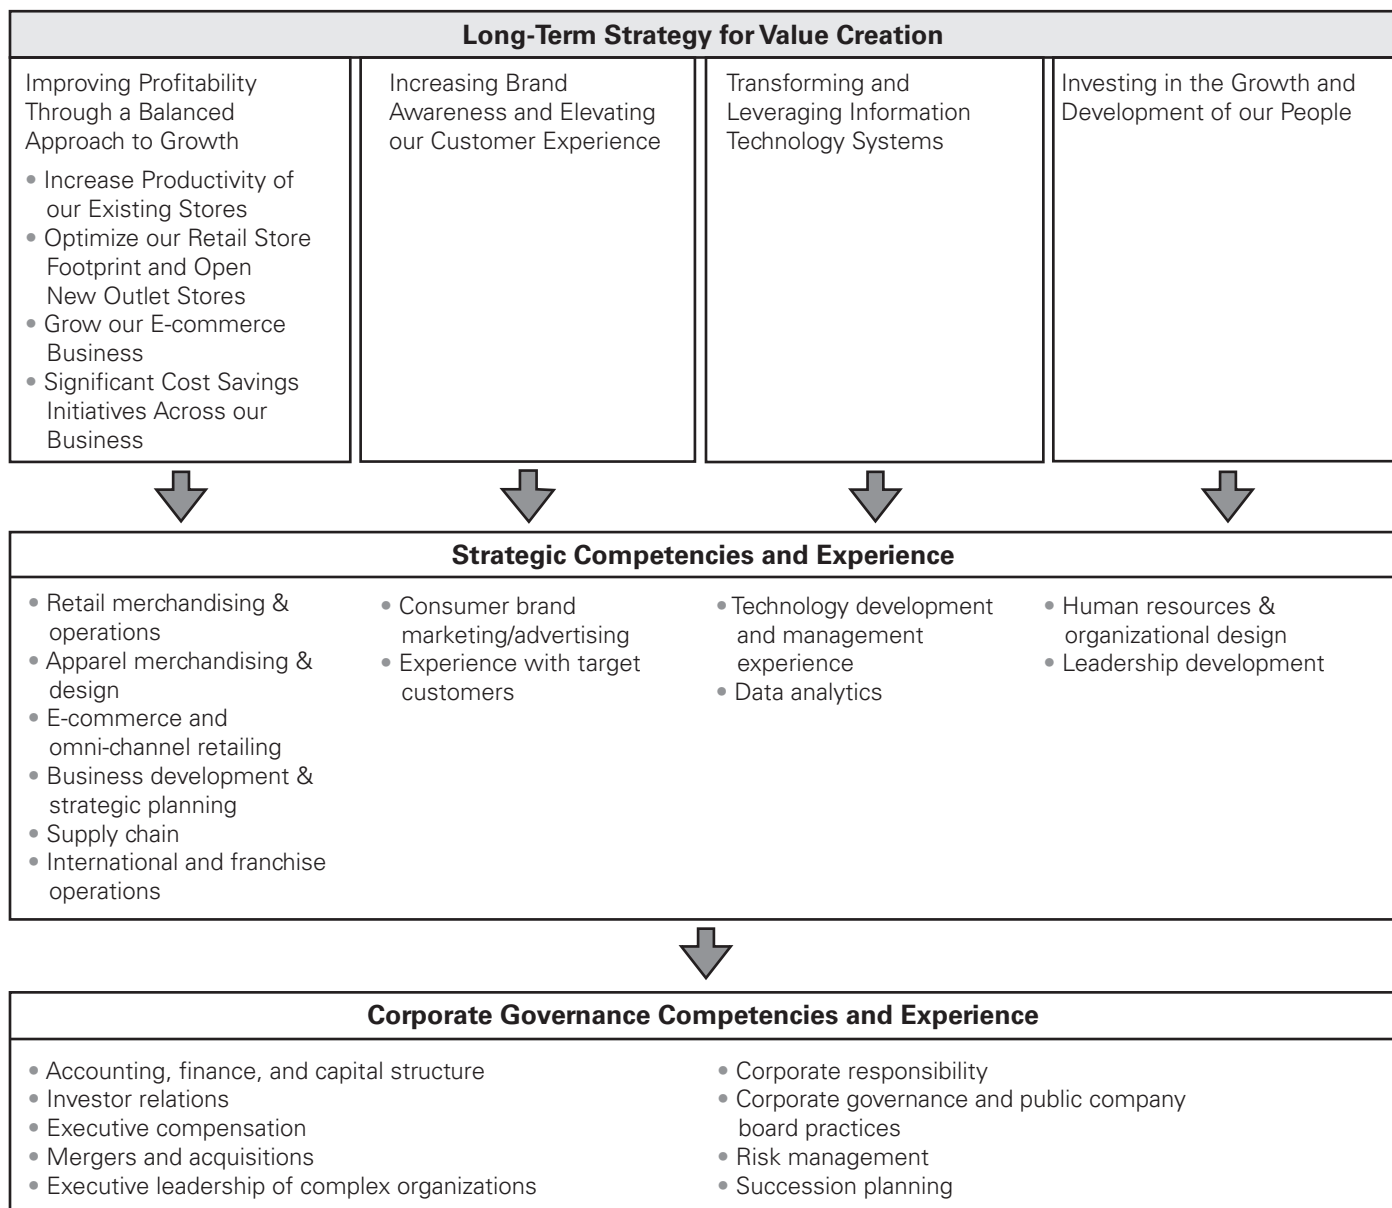 Long-Term Strategy for Value Creation
Improving Profitability
Through a Balanced
Approach to Growth
• Increase Productivity of
our Existing Stores
• Optimize our Retail Store
Footprint and Open
New Outlet Stores
• Grow our E-commerce
Business
• Significant Cost Savings
Initiatives Across our
Business
Increasing Brand
Awareness and Elevating
our Customer Experience
Transforming and
Leveraging Information
Technology Systems
Investing in the Growth and
Development of our People
Strategic Competencies and Experience
• Retail merchandising &
operations
• Apparel merchandising &
design
• E-commerce and
omni-channel retailing
• Business development &
strategic planning
• Supply chain
• International and franchise
operations
• Consumer brand
marketing/advertising
• Experience with target
customers
• Technology development
and management
experience
• Data analytics
• Human resources &
organizational design
• Leadership development
Corporate Governance Competencies and Experience
• Accounting, finance, and capital structure
• Investor relations
• Executive compensation
• Mergers and acquisitions
• Executive leadership of complex organizations
• Corporate responsibility
• Corporate governance and public company
board practices
• Risk management
• Succession planning